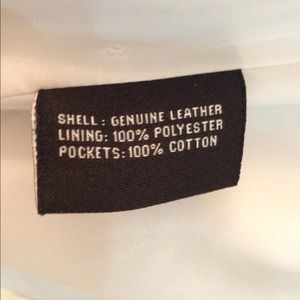 SHELL: GENUINE LEATHER
LINING: 100% POLYESTER
POCKETS: 100% COTTON